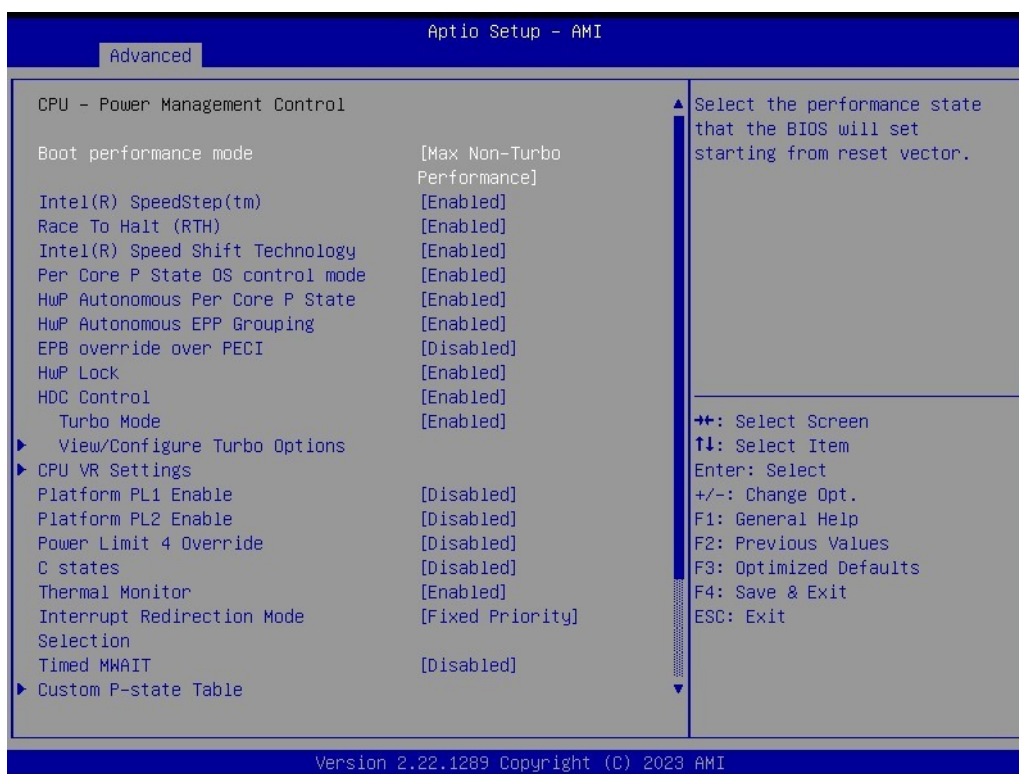 Aptio Setup – AMI
Advanced
CPU – Power Management Control
Boot performance mode [Max Non-Turbo Performance]
Intel(R) SpeedStep(tm) [Enabled]
Race To Halt (RTH) [Enabled]
Intel(R) Speed Shift Technology [Enabled]
Per Core P State OS control mode [Enabled]
HwP Autonomous Per Core P State [Enabled]
HwP Autonomous EPP Grouping [Enabled]
EPB override over PECI [Disabled]
HwP Lock [Enabled]
HDC Control [Enabled]
Turbo Mode [Enabled]
View/Configure Turbo Options
CPU VR Settings
Platform PL1 Enable [Disabled]
Platform PL2 Enable [Disabled]
Power Limit 4 Override [Disabled]
C states [Disabled]
Thermal Monitor [Enabled]
Interrupt Redirection Mode [Fixed Priority]
Selection
Timed MWAIT [Disabled]
Custom P-state Table
Select the performance state
that the BIOS will set
starting from reset vector.
→←: Select Screen
↑↓: Select Item
Enter: Select
+/-: Change Opt.
F1: General Help
F2: Previous Values
F3: Optimized Defaults
F4: Save & Exit
ESC: Exit
Version 2.22.1289 Copyright (C) 2023 AMI